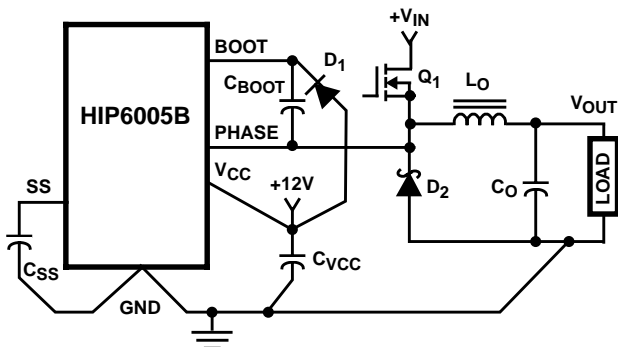 +VIN
BOOT
D1
CBOOT
Q1
LO
VOUT
HIP6005B
PHASE
VCC
+12V
SS
D2
CO
LOAD
CSS
CVCC
GND